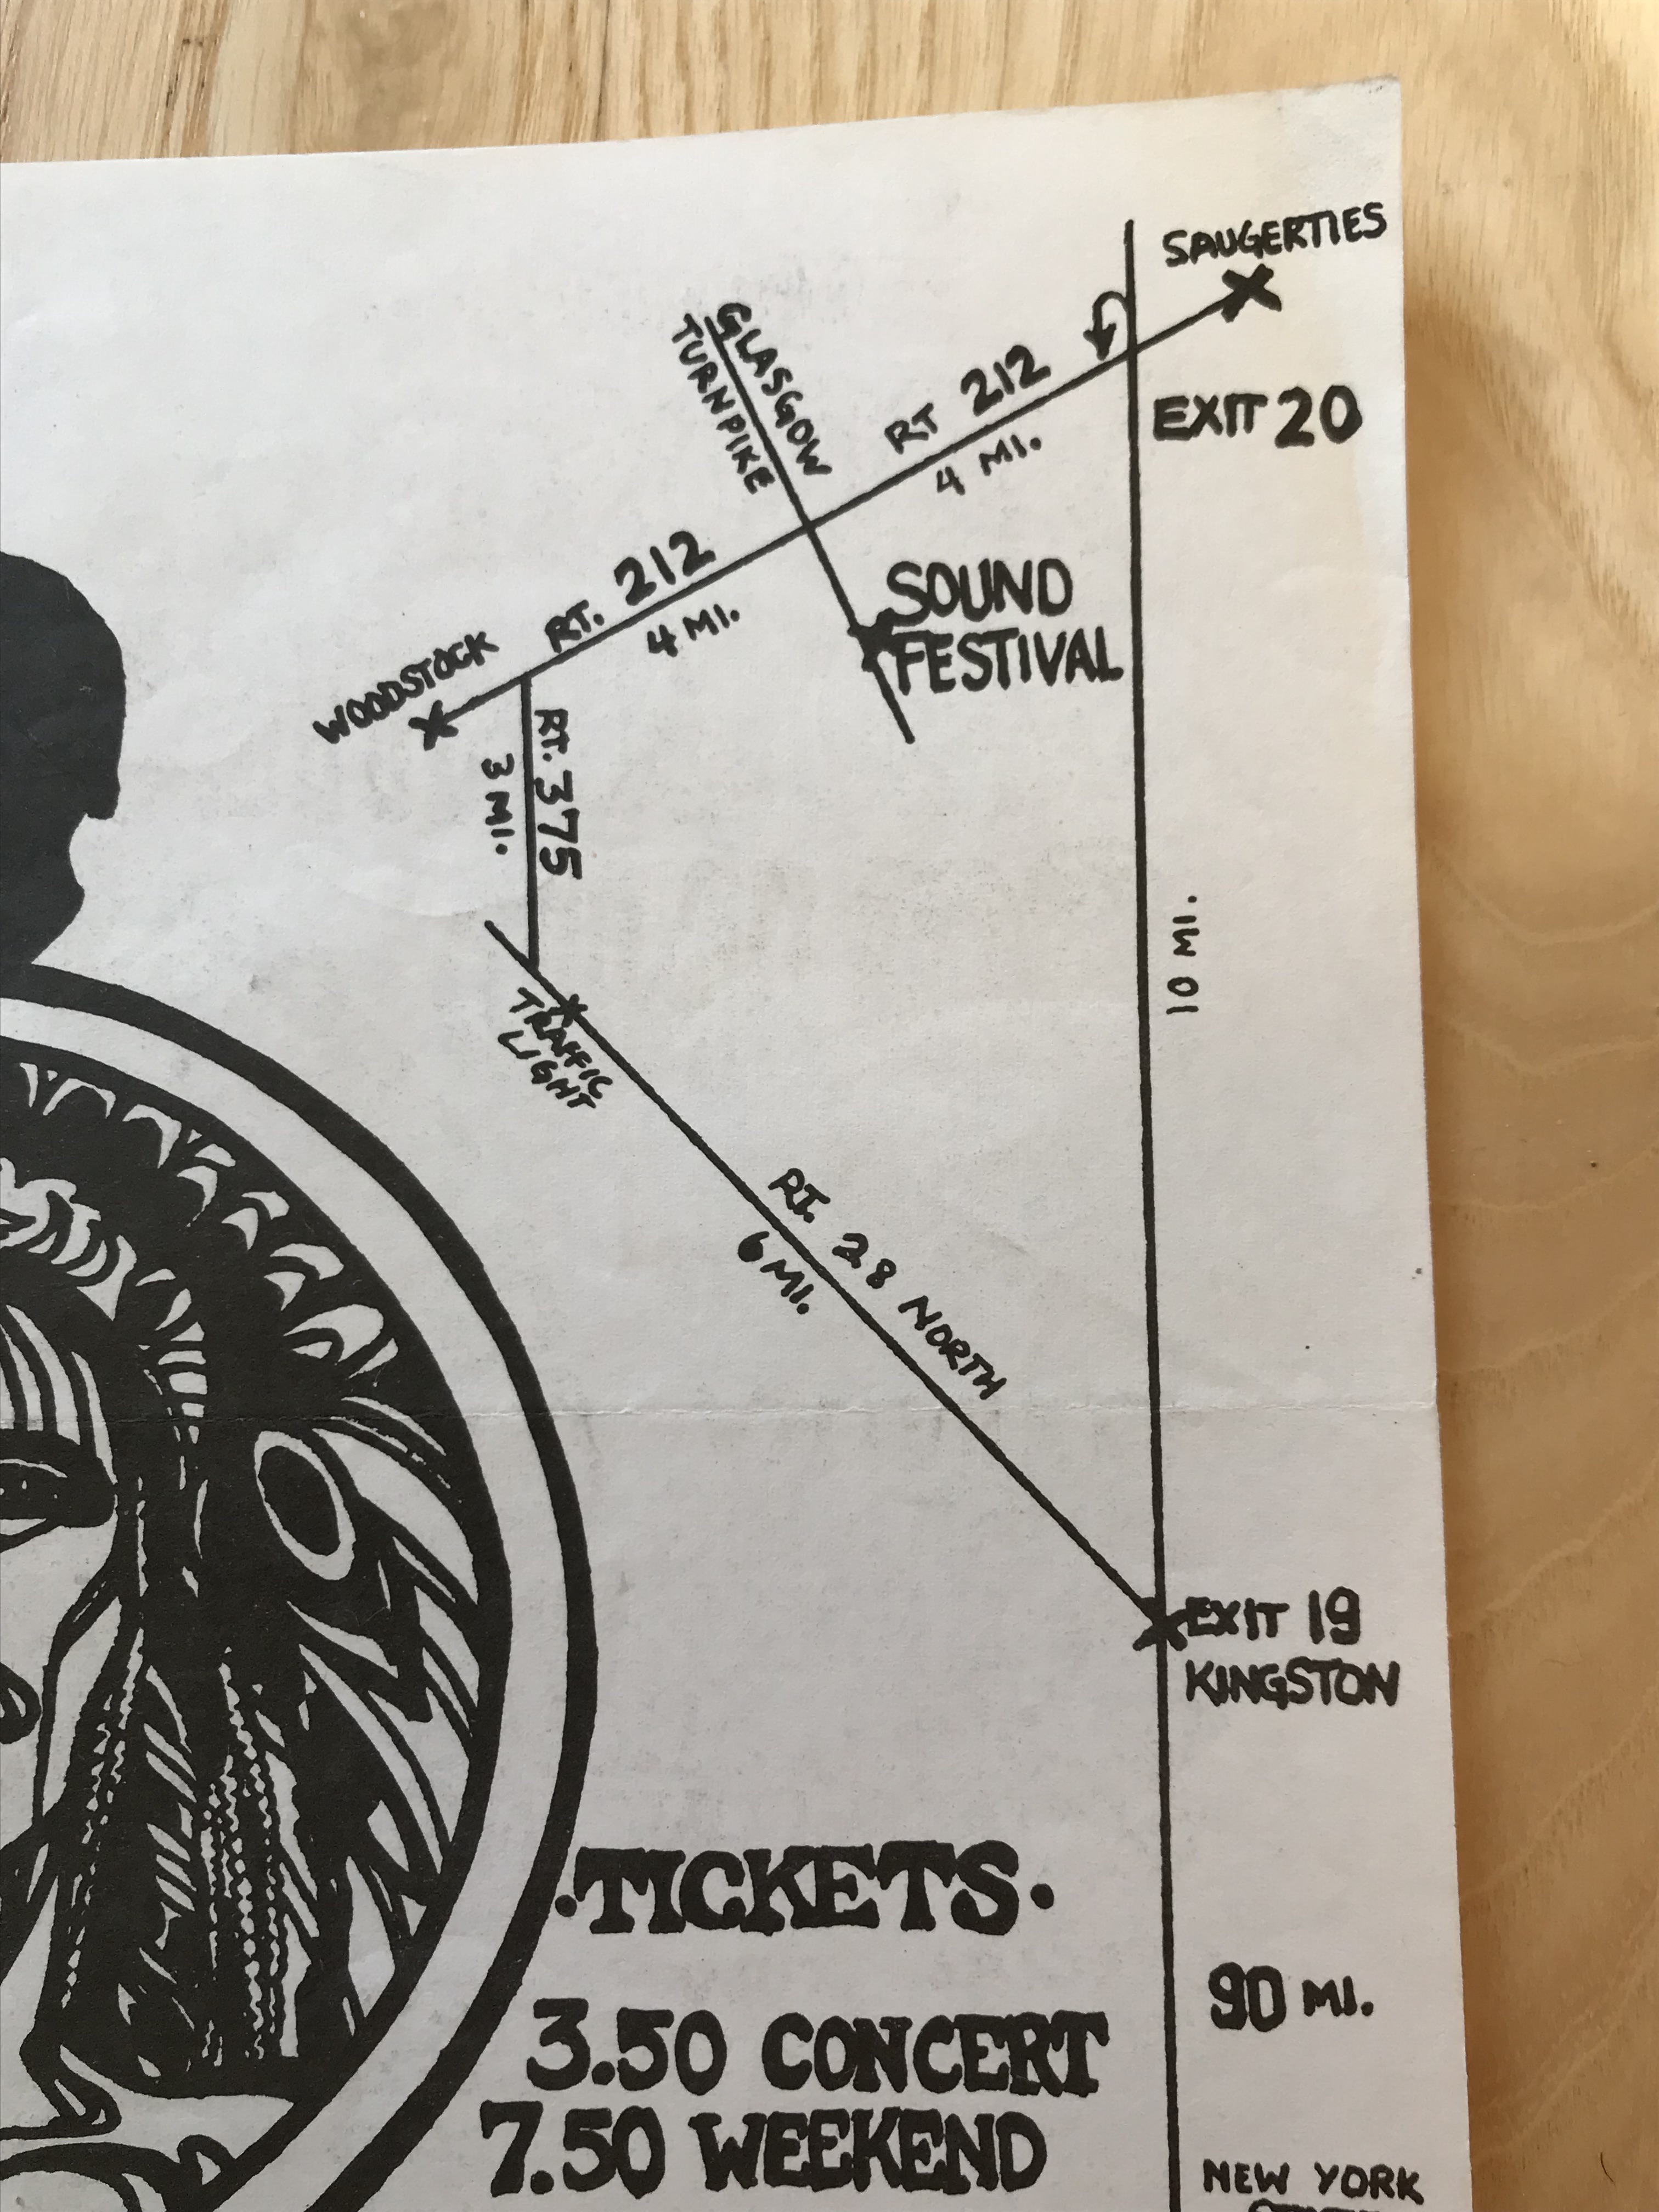 SAUGERTIES
GLASGOW
TURNPIKE
RT 212
4 MI.
EXIT 20
SOUND
FESTIVAL
RT. 212
4 MI.
WOODSTOCK
RT. 375
3 MI.
10 MI.
TRAFFIC
LIGHT
RT. 28 NORTH
6 MI.
EXIT 19
KINGSTON
·TICKETS·
3.50 CONCERT
7.50 WEEKEND
90 MI.
NEW YORK